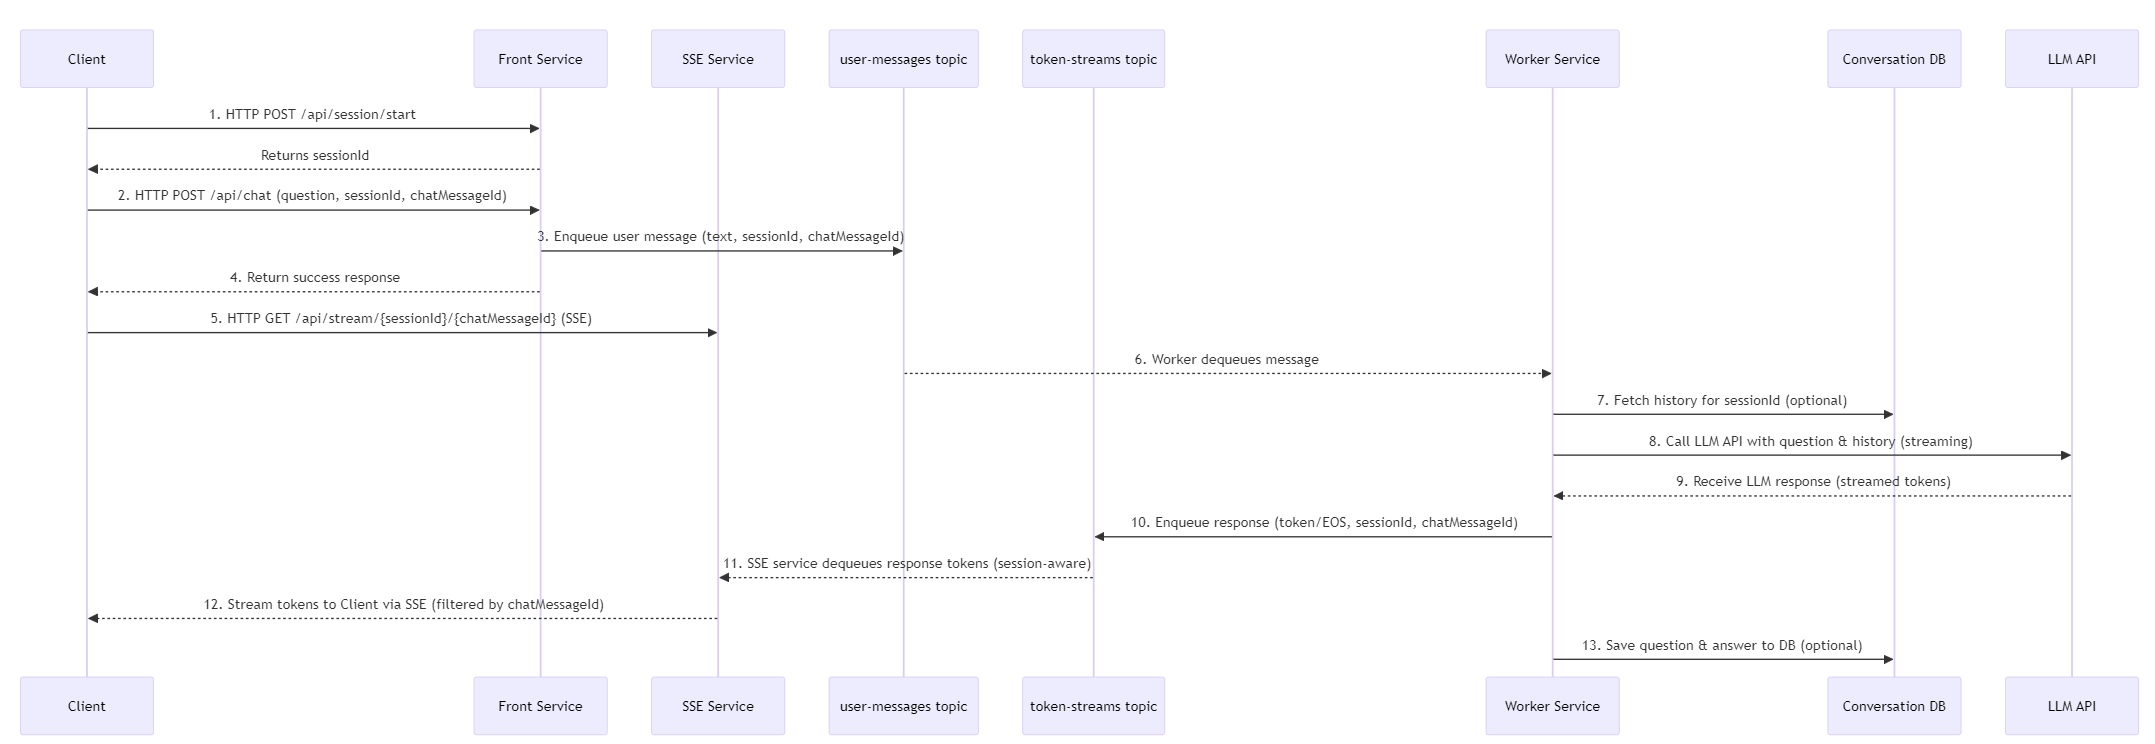 Client
Front Service
SSE Service
user-messages topic
token-streams topic
Worker Service
Conversation DB
LLM API
1. HTTP POST /api/session/start
Returns sessionId
2. HTTP POST /api/chat (question, sessionId, chatMessageId)
3. Enqueue user message (text, sessionId, chatMessageId)
4. Return success response
5. HTTP GET /api/stream/{sessionId}/{chatMessageId} (SSE)
6. Worker dequeues message
7. Fetch history for sessionId (optional)
8. Call LLM API with question & history (streaming)
9. Receive LLM response (streamed tokens)
10. Enqueue response (token/EOS, sessionId, chatMessageId)
11. SSE service dequeues response tokens (session-aware)
12. Stream tokens to Client via SSE (filtered by chatMessageId)
13. Save question & answer to DB (optional)
Client
Front Service
SSE Service
user-messages topic
token-streams topic
Worker Service
Conversation DB
LLM API